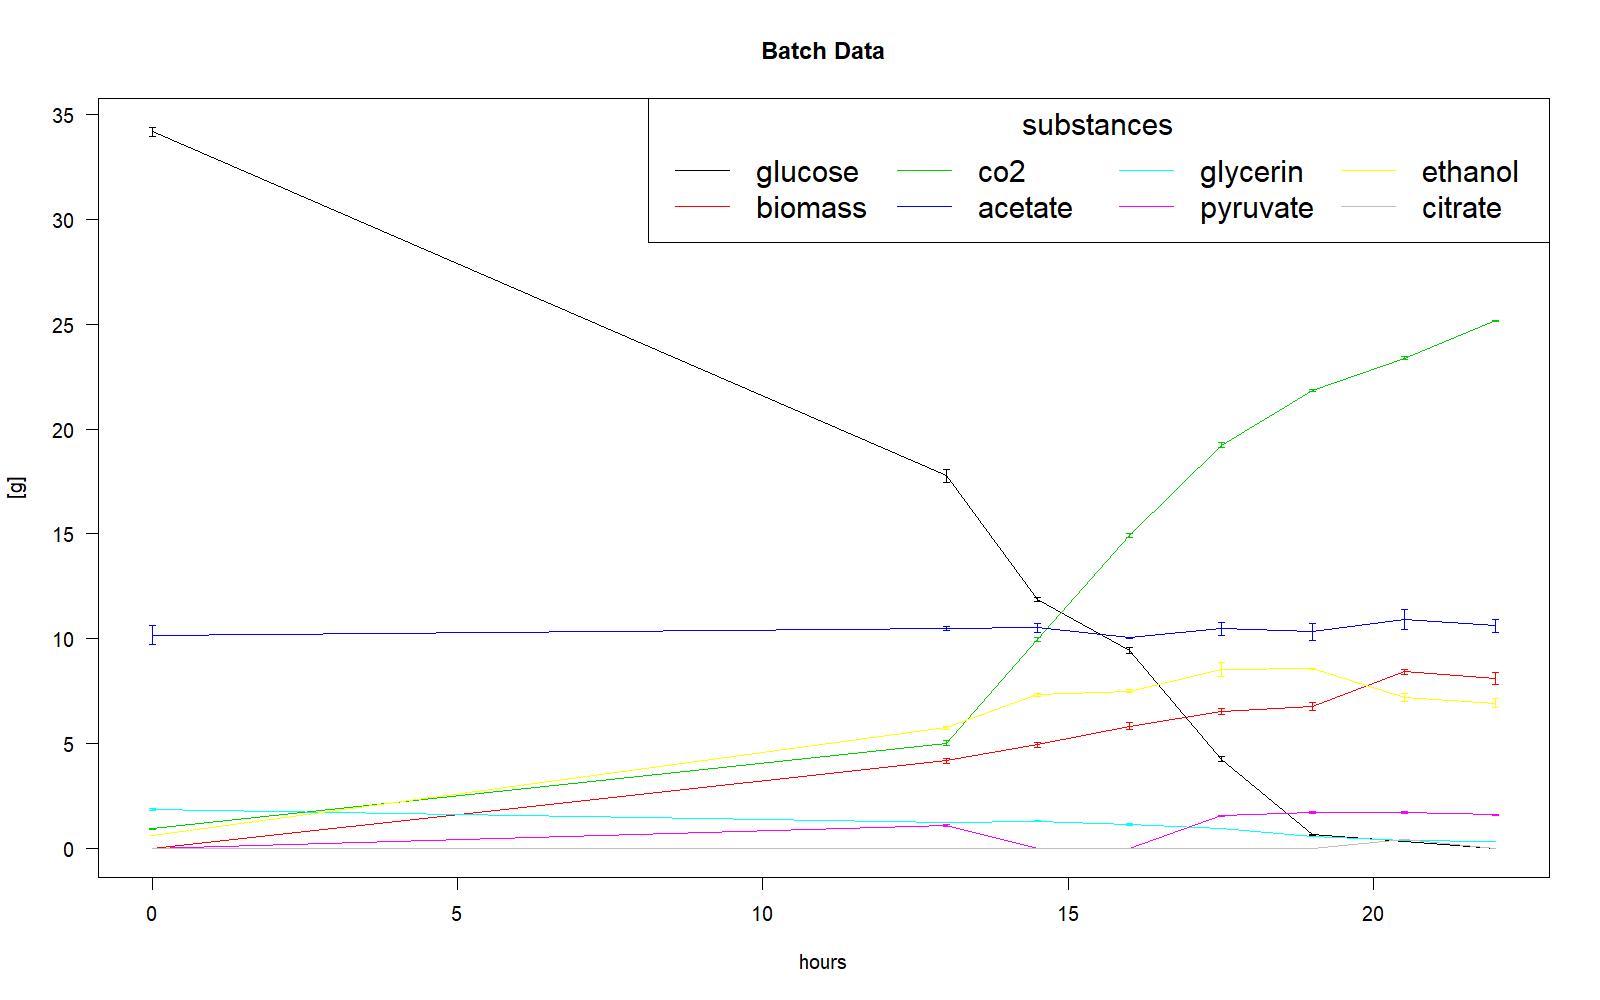 Batch Data
substances
glucose co2 glycerin ethanol
biomass acetate pyruvate citrate
35
30
25
20
15
10
5
0
[g]
0 5 10 15 20
hours